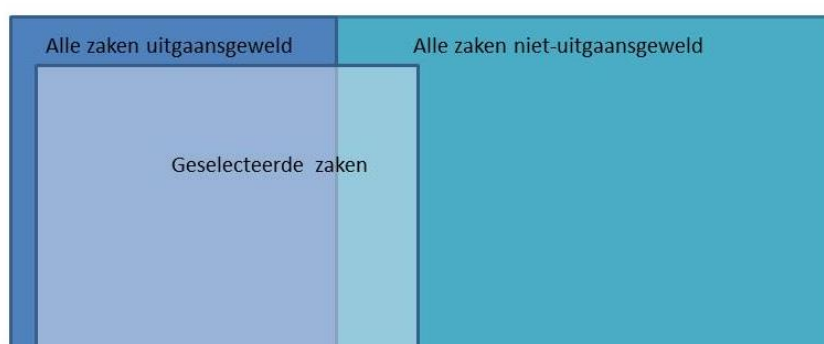 Alle zaken uitgaansgeweld
Alle zaken niet-uitgaansgeweld
Geselecteerde zaken